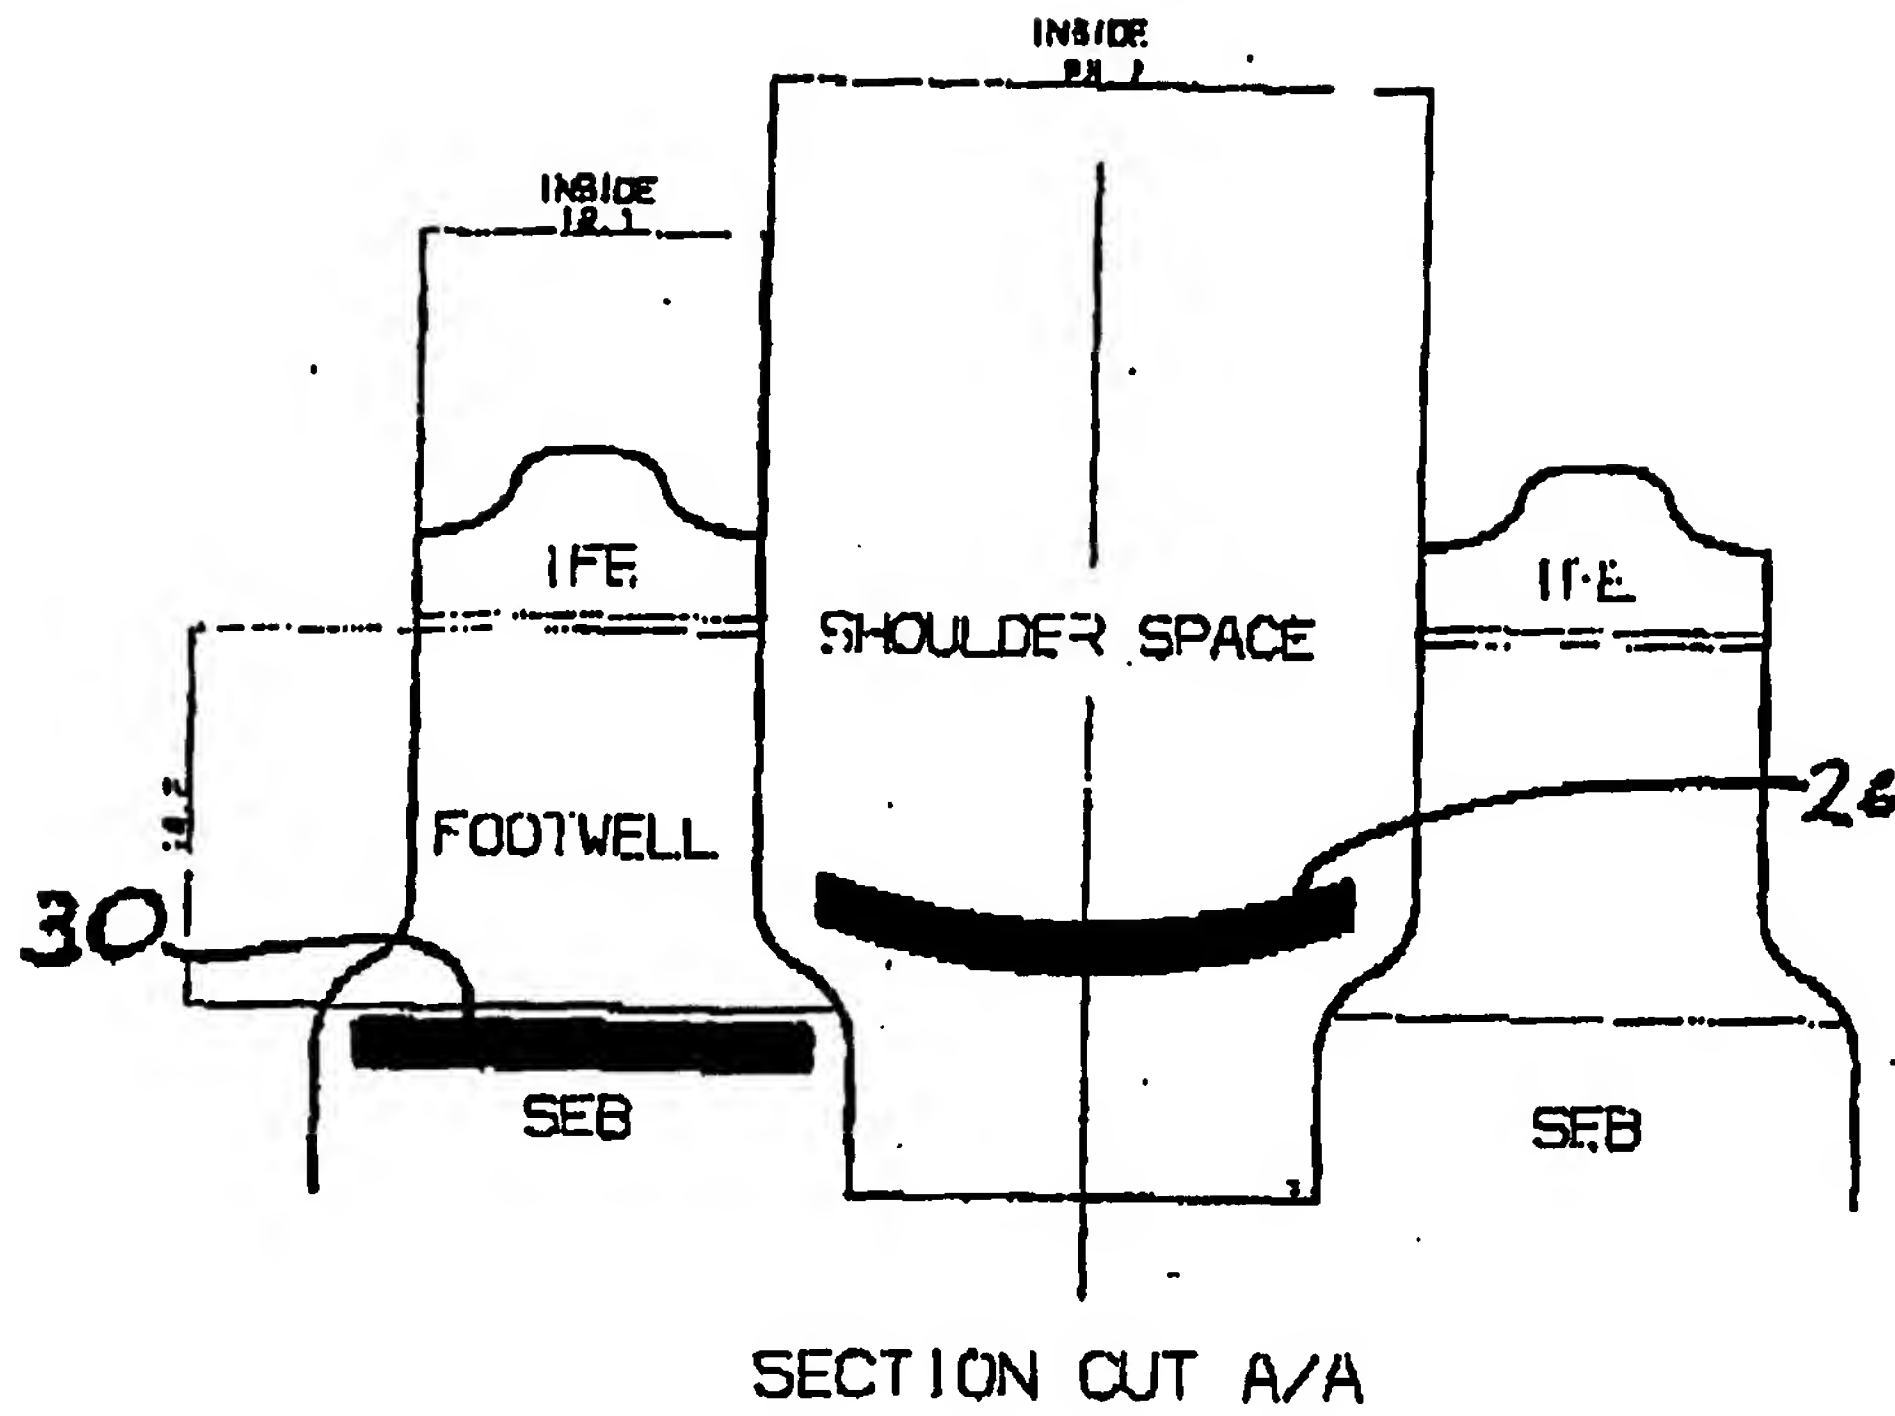 INSIDE
INSIDE
IFE
IFE
SHOULDER SPACE
FOOTWELL
30
SEB
SEB
SECTION CUT A/A